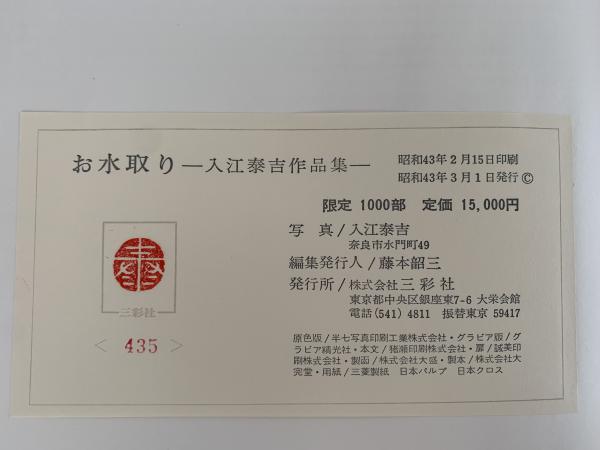 お水取り―入江泰吉作品集―
昭和43年2月15日印刷
昭和43年3月1日発行 ©
限定 1000部 定価 15,000円
写 真/入江泰吉
奈良市水門町49
編集発行人/藤本韶三
発行所/株式会社三彩社
東京都中央区銀座東7-6 大栄会館
電話(541) 4811 振替東京 59417
三彩社
< 435 >
原色版/半七写真印刷工業株式会社・グラビア版/グ
ラビア精光社・本文/猪瀬印刷株式会社・扉/誠美印
刷株式会社・製函/株式会社大盛・製本/株式会社大
完堂・用紙/三菱製紙 日本パルプ 日本クロス